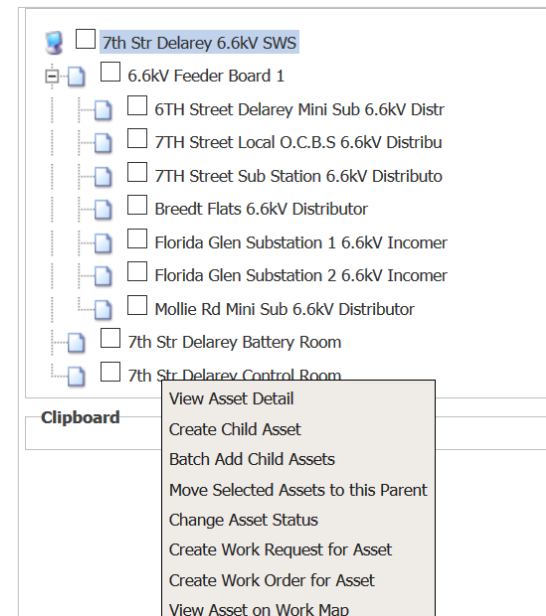 7th Str Delarey 6.6kV SWS
6.6kV Feeder Board 1
6TH Street Delarey Mini Sub 6.6kV Distr
7TH Street Local O.C.B.S 6.6kV Distribu
7TH Street Sub Station 6.6kV Distributo
Breedt Flats 6.6kV Distributor
Florida Glen Substation 1 6.6kV Incomer
Florida Glen Substation 2 6.6kV Incomer
Mollie Rd Mini Sub 6.6kV Distributor
7th Str Delarey Battery Room
7th Str Delarey Control Room
Clipboard
View Asset Detail
Create Child Asset
Batch Add Child Assets
Move Selected Assets to this Parent
Change Asset Status
Create Work Request for Asset
Create Work Order for Asset
View Asset on Work Map